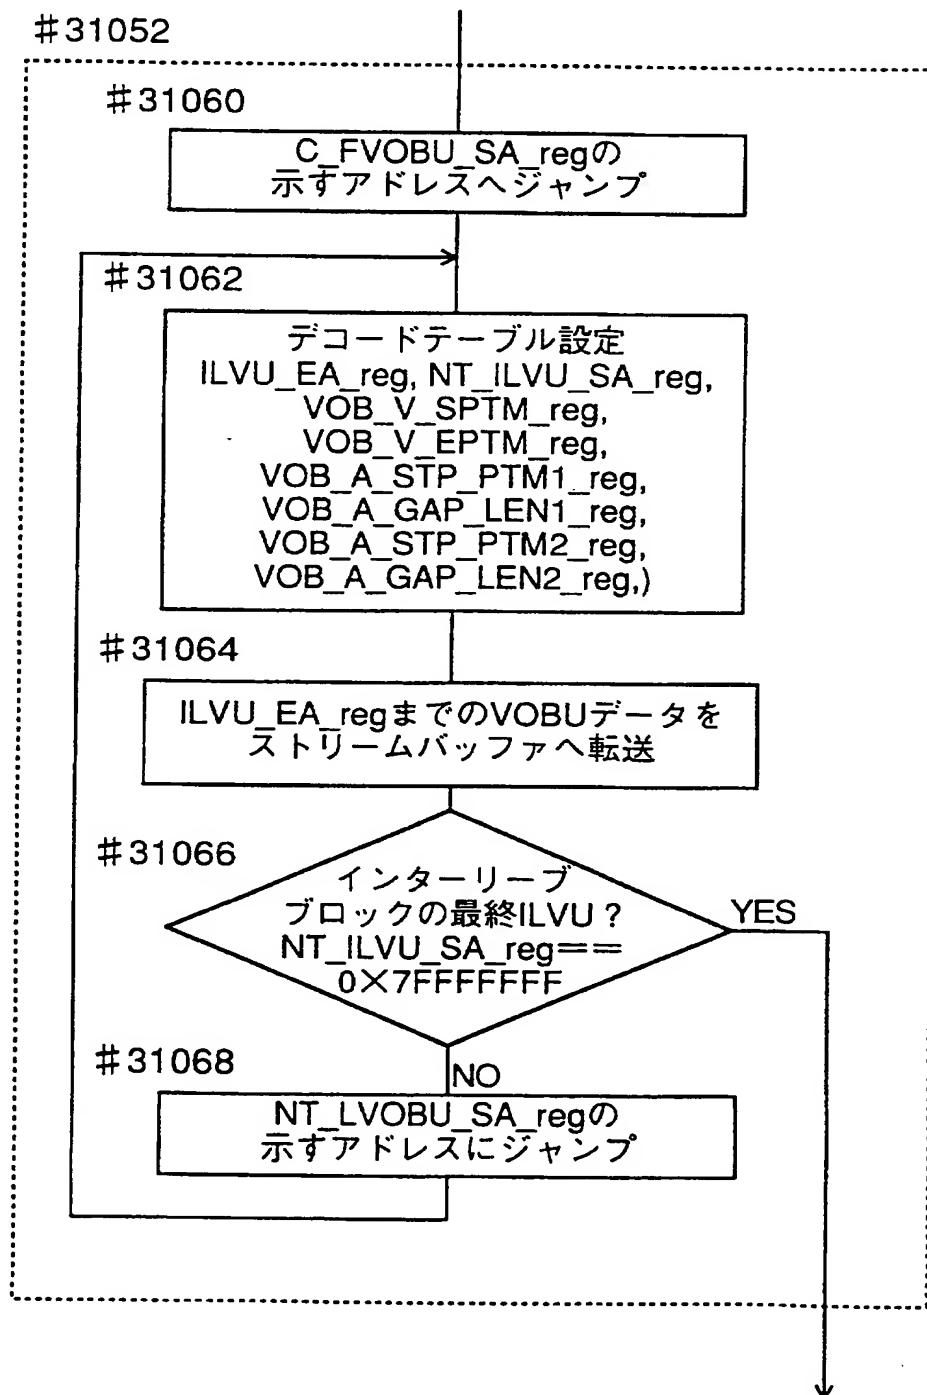 #31052
#31060
C_FVOBU_SA_regの
示すアドレスへジャンプ
#31062
デコードテーブル設定
ILVU_EA_reg, NT_ILVU_SA_reg,
VOB_V_SPTM_reg,
VOB_V_EPTM_reg,
VOB_A_STP_PTM1_reg,
VOB_A_GAP_LEN1_reg,
VOB_A_STP_PTM2_reg,
VOB_A_GAP_LEN2_reg,)
#31064
ILVU_EA_regまでのVOBUデータを
ストリームバッファへ転送
#31066
インターリーブ
ブロックの最終ILVU？
NT_ILVU_SA_reg==
0×7FFFFFFF
YES
#31068
NO
NT_LVOBU_SA_regの
示すアドレスにジャンプ